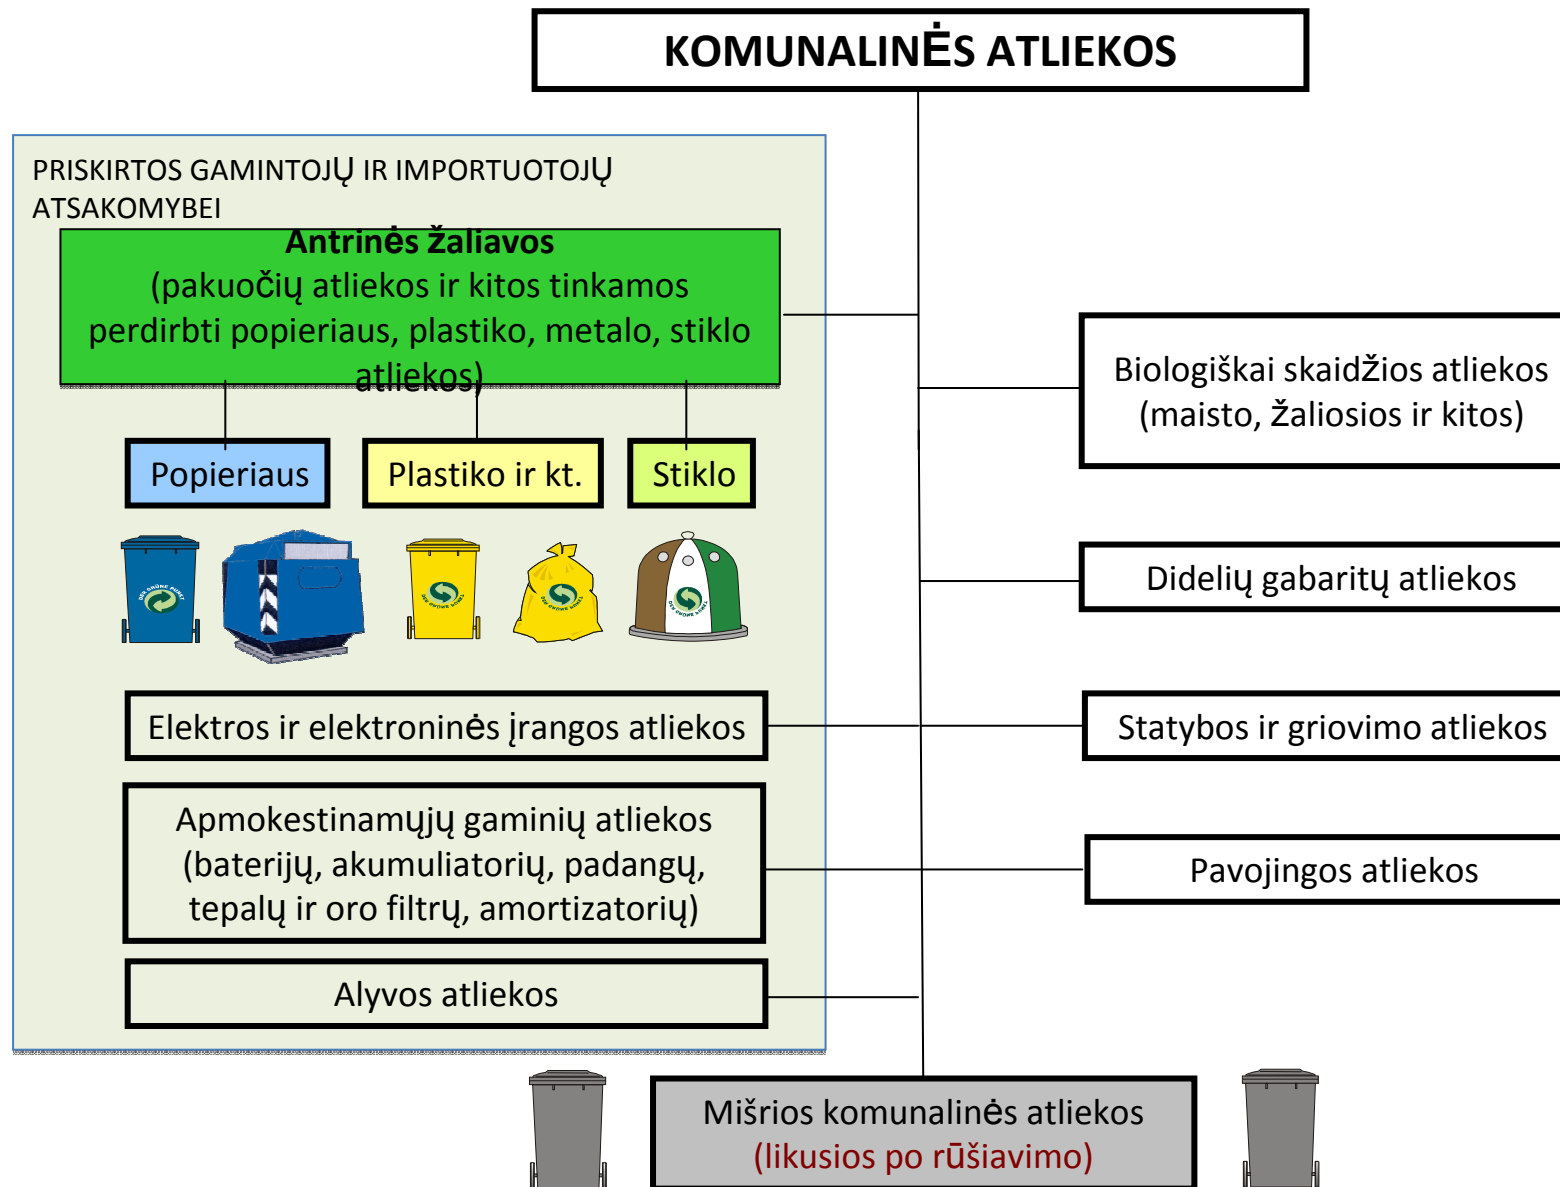 KOMUNALINĖS ATLIEKOS
PRISKIRTOS GAMINTOJŲ IR IMPORTUOTOJŲ
ATSAKOMYBEI
Antrinės žaliavos
(pakuočių atliekos ir kitos tinkamos
perdirbti popieriaus, plastiko, metalo, stiklo
atliekos)
Popieriaus
Plastiko ir kt.
Stiklo
DER GRÜNE PUNKT
Elektros ir elektroninės įrangos atliekos
Apmokestinamųjų gaminių atliekos
(baterijų, akumuliatorių, padangų,
tepalų ir oro filtrų, amortizatorių)
Alyvos atliekos
Biologiškai skaidžios atliekos
(maisto, žaliosios ir kitos)
Didelių gabaritų atliekos
Statybos ir griovimo atliekos
Pavojingos atliekos
Mišrios komunalinės atliekos
(likusios po rūšiavimo)